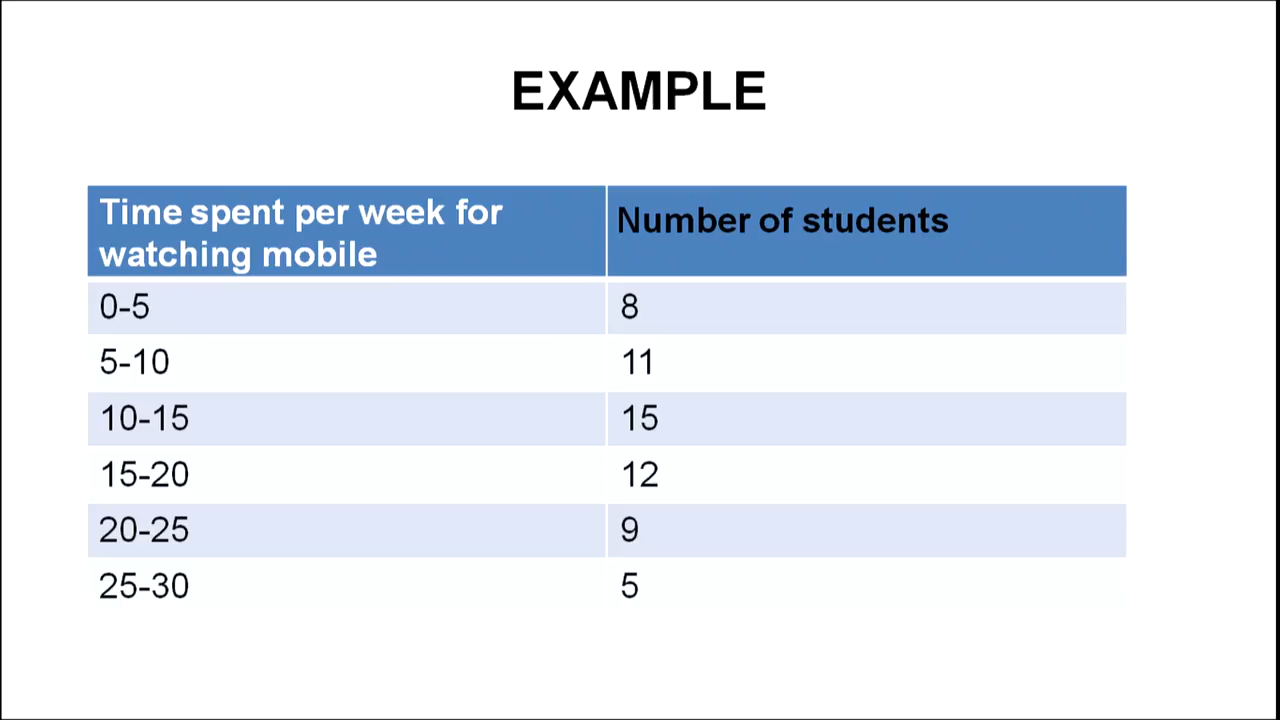 EXAMPLE
Time spent per week for
watching mobile
Number of students
0-5 8
5-10 11
10-15 15
15-20 12
20-25 9
25-30 5